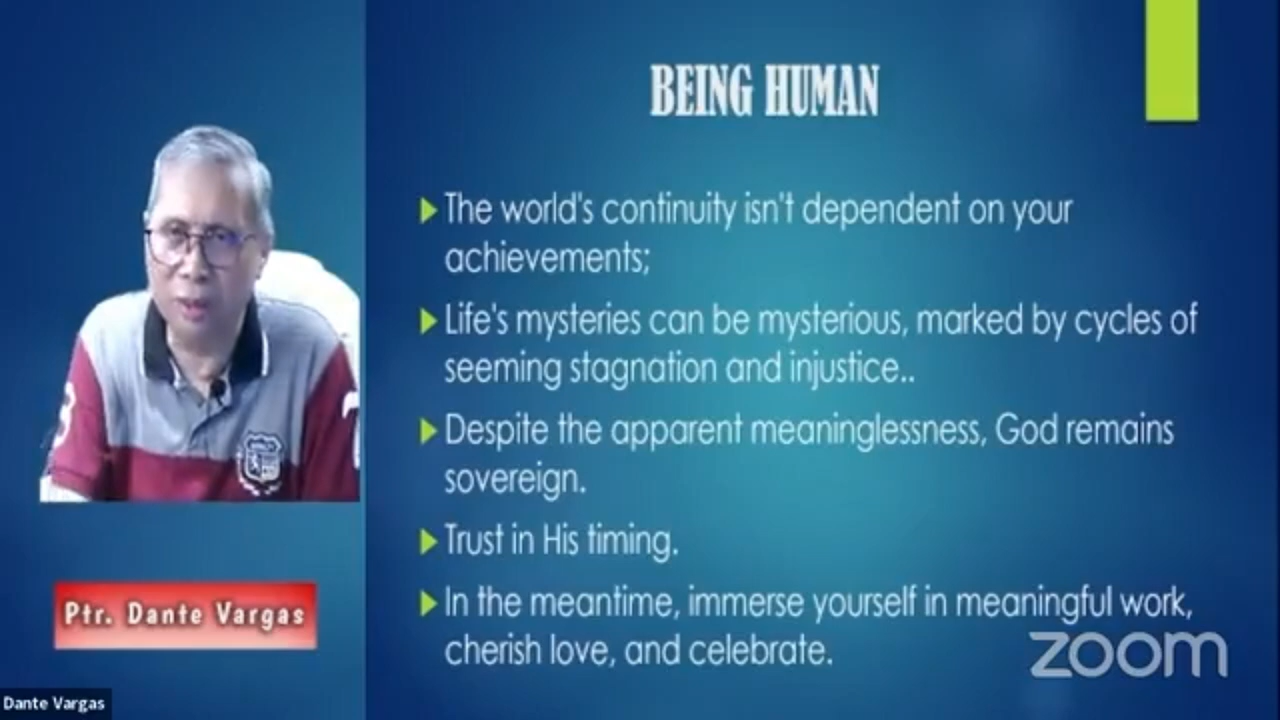 BEING HUMAN
The world's continuity isn't dependent on your
achievements;
Life's mysteries can be mysterious, marked by cycles of
seeming stagnation and injustice..
Despite the apparent meaninglessness, God remains
sovereign.
Trust in His timing.
In the meantime, immerse yourself in meaningful work,
cherish love, and celebrate.
zoom
Ptr. Dante Vargas
Dante Vargas